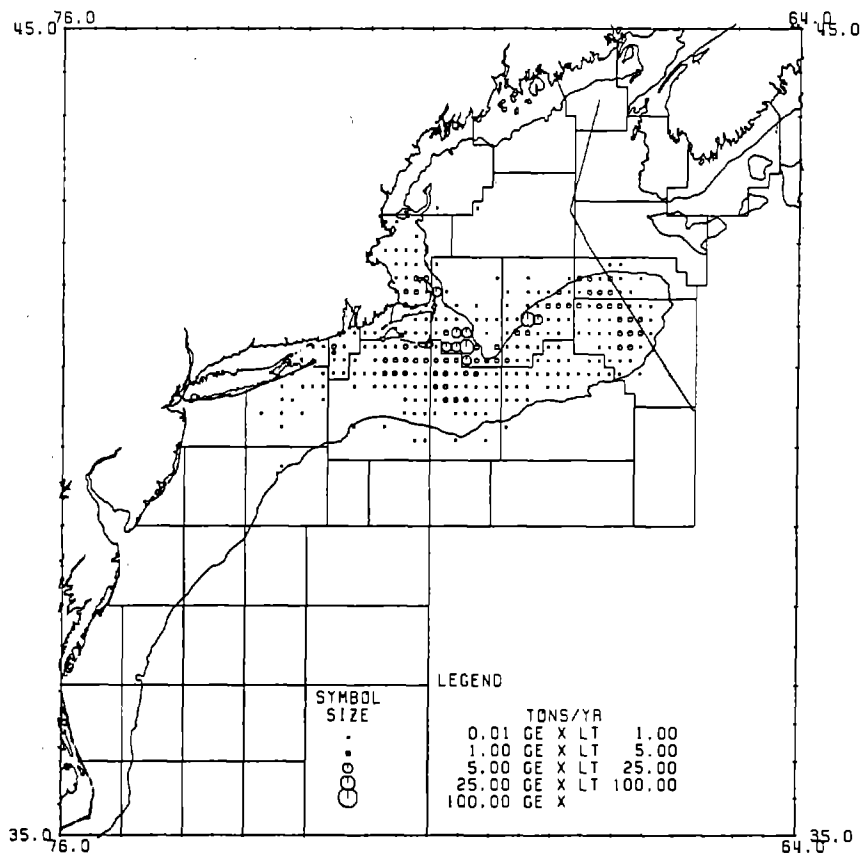 76.0 64.0
45.0 45.0
LEGEND
SYMBOL
SIZE
TONS/YR
0.01 GE X LT 1.00
1.00 GE X LT 5.00
5.00 GE X LT 25.00
25.00 GE X LT 100.00
100.00 GE X
35.0 35.0
76.0 64.0